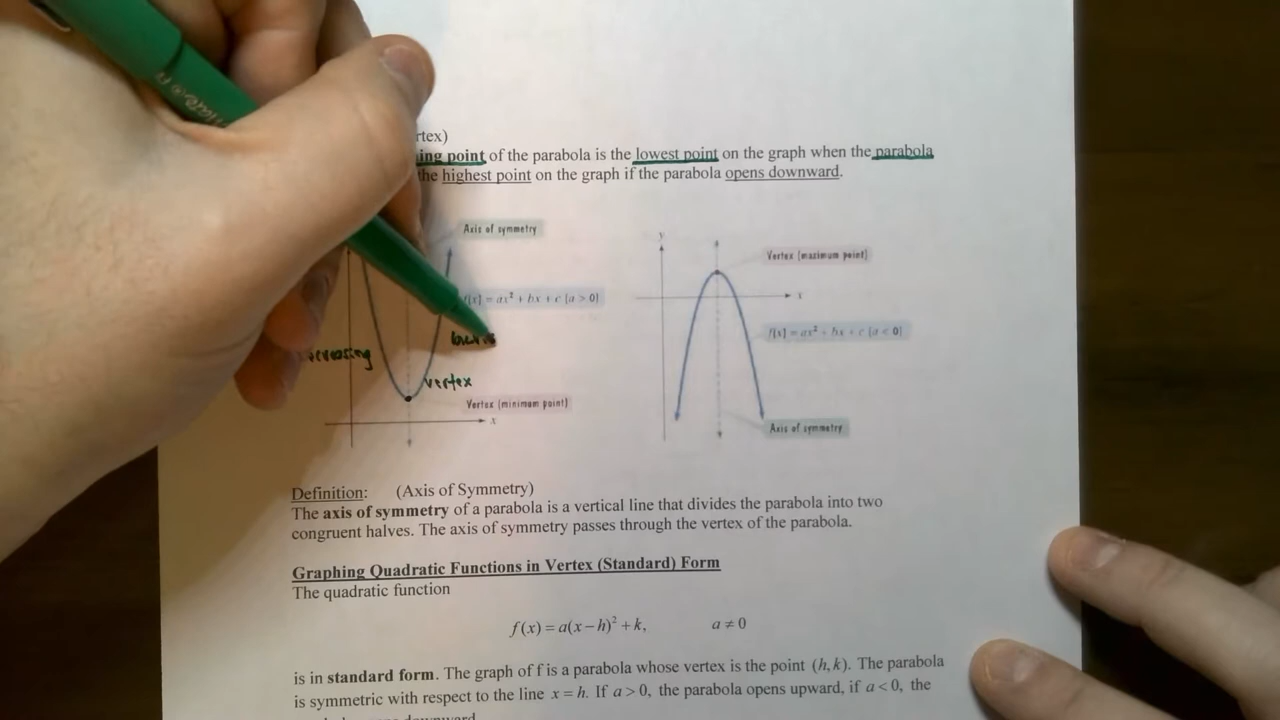 rtex)
ing point of the parabola is the lowest point on the graph when the parabola
the highest point on the graph if the parabola opens downward.
Axis of symmetry
y
Vertex (maximum point)
f(x) = ax² + bx + c (a > 0)
x
creasing
vertex
Vertex (minimum point)
x
Axis of symmetry
Definition: (Axis of Symmetry)
The axis of symmetry of a parabola is a vertical line that divides the parabola into two
congruent halves. The axis of symmetry passes through the vertex of the parabola.
Graphing Quadratic Functions in Vertex (Standard) Form
The quadratic function
f(x) = a(x−h)² + k, a ≠ 0
is in standard form. The graph of f is a parabola whose vertex is the point (h, k). The parabola
is symmetric with respect to the line x = h. If a > 0, the parabola opens upward, if a < 0, the